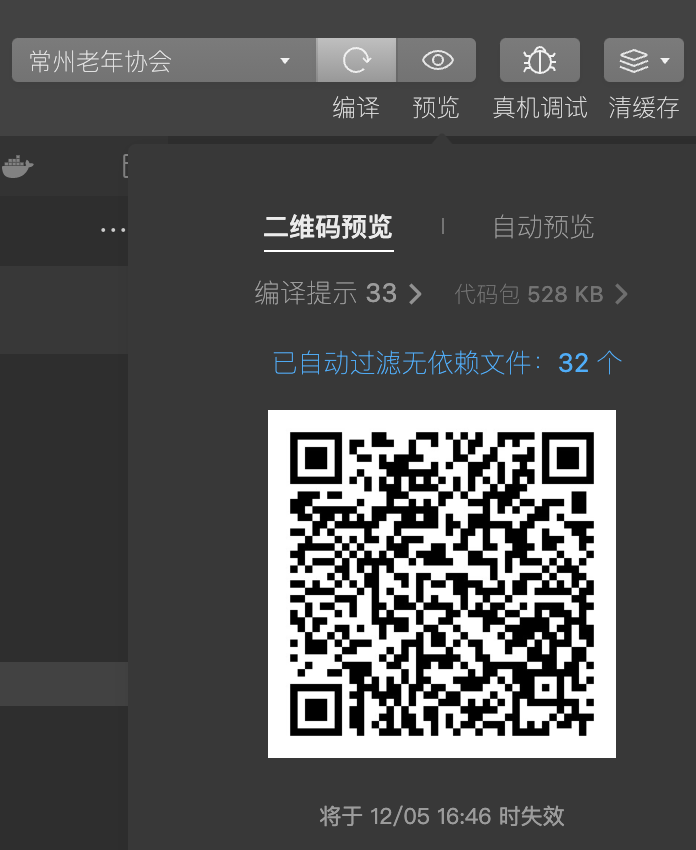 常州老年协会
编译 预览 真机调试 清缓存
二维码预览 自动预览
编译提示 33 代码包 528 KB
已自动过滤无依赖文件：32 个
将于 12/05 16:46 时失效